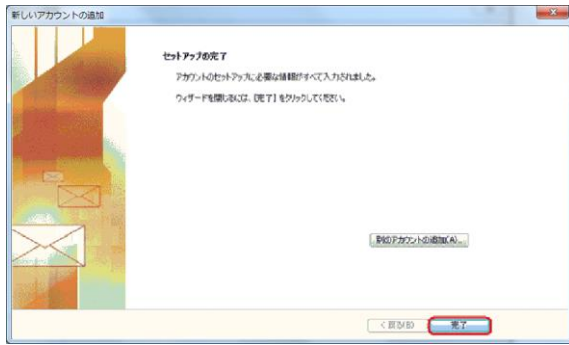 新しいアカウントの追加
セットアップの完了
アカウントのセットアップに必要な情報がすべて入力されました。
ウィザードを閉じるには、[完了] をクリックしてください。
別のアカウントの追加(A)...
< 戻る(B)
完了